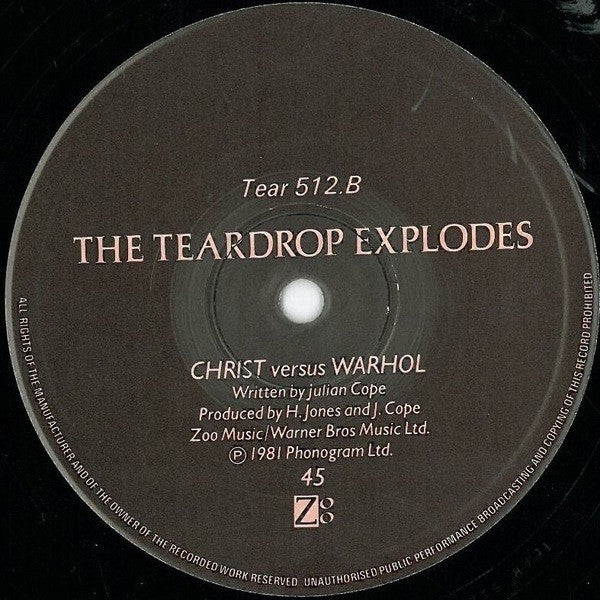 Tear 512.B
THE TEARDROP EXPLODES
CHRIST versus WARHOL
Written by Julian Cope
Produced by H. Jones and J. Cope
Zoo Music/Warner Bros Music Ltd.
℗ 1981 Phonogram Ltd.
45
Zoo
ALL RIGHTS OF THE MANUFACTURER AND OF THE OWNER OF THE RECORDED WORK RESERVED UNAUTHORISED PUBLIC PERFORMANCE BROADCASTING AND COPYING OF THIS RECORD PROHIBITED